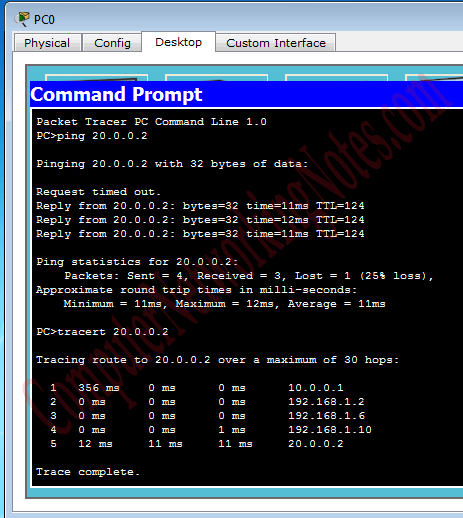 PC0
Physical Config Desktop Custom Interface
Command Prompt
Packet Tracer PC Command Line 1.0
PC>ping 20.0.0.2
Pinging 20.0.0.2 with 32 bytes of data:
Request timed out.
Reply from 20.0.0.2: bytes=32 time=11ms TTL=124
Reply from 20.0.0.2: bytes=32 time=12ms TTL=124
Reply from 20.0.0.2: bytes=32 time=11ms TTL=124
Ping statistics for 20.0.0.2:
Packets: Sent = 4, Received = 3, Lost = 1 (25% loss),
Approximate round trip times in milli-seconds:
Minimum = 11ms, Maximum = 12ms, Average = 11ms
PC>tracert 20.0.0.2
Tracing route to 20.0.0.2 over a maximum of 30 hops:
1 356 ms 0 ms 0 ms 10.0.0.1
2 0 ms 0 ms 0 ms 192.168.1.2
3 0 ms 0 ms 0 ms 192.168.1.6
4 0 ms 0 ms 1 ms 192.168.1.10
5 12 ms 11 ms 11 ms 20.0.0.2
Trace complete.
ComputerNetworkingNotes.com